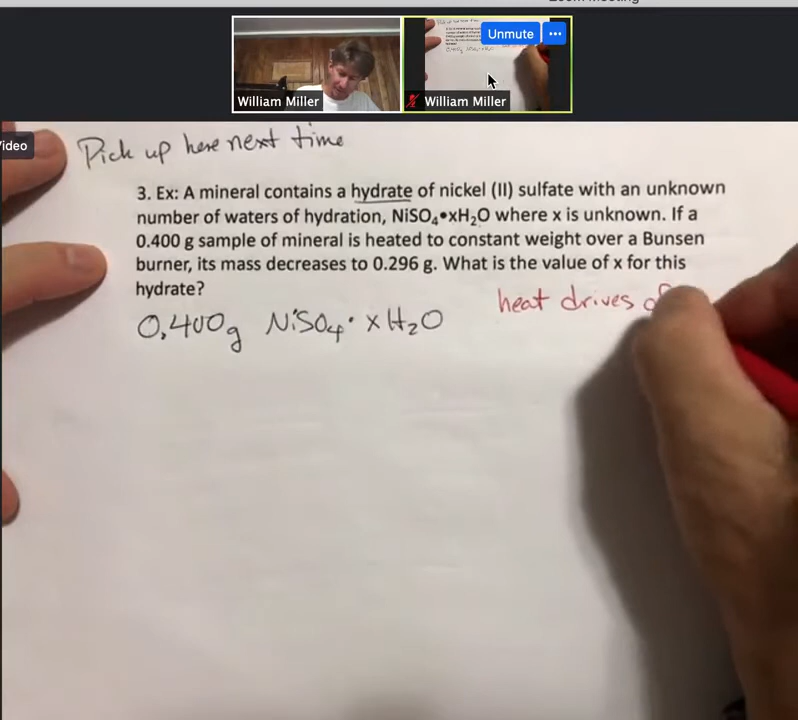 Unmute
William Miller
William Miller
Video
Pick up here next time
3. Ex: A mineral contains a hydrate of nickel (II) sulfate with an unknown
number of waters of hydration, NiSO₄•xH₂O where x is unknown. If a
0.400 g sample of mineral is heated to constant weight over a Bunsen
burner, its mass decreases to 0.296 g. What is the value of x for this
hydrate?
heat drives
0.400g NiSO₄• xH₂O